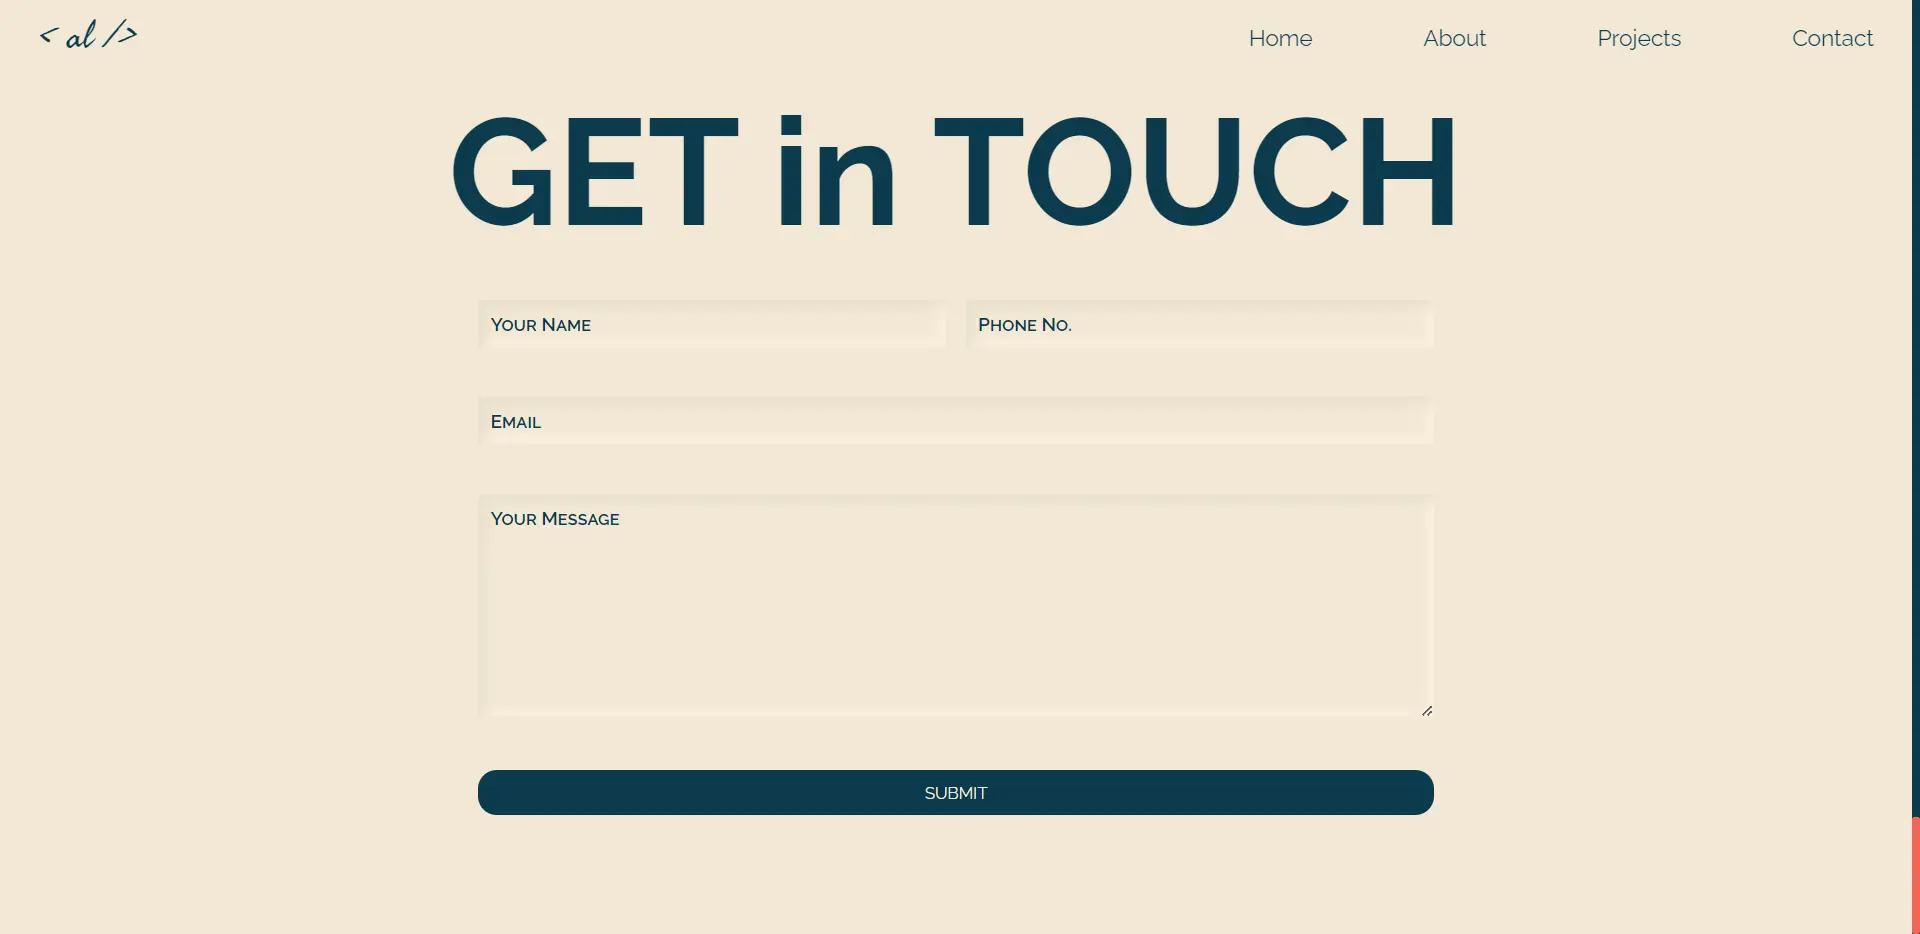 < al />
Home About Projects Contact
GET in TOUCH
Your Name Phone No.
Email
Your Message
SUBMIT